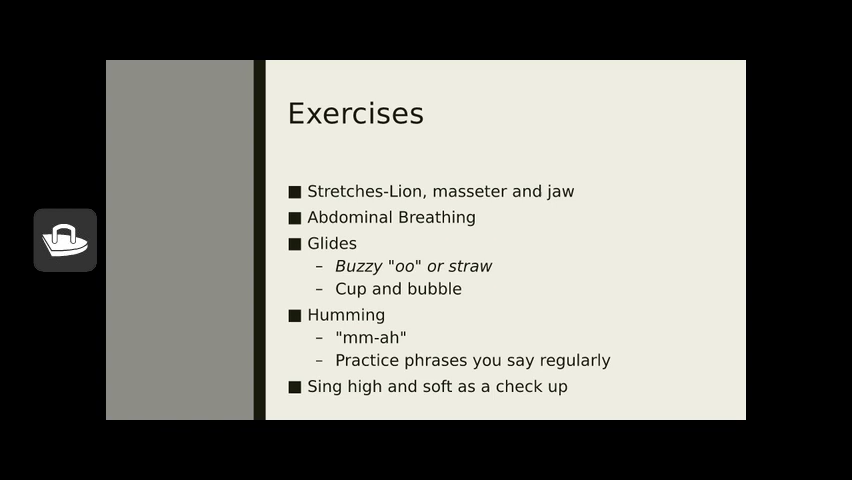 Exercises
■ Stretches-Lion, masseter and jaw
■ Abdominal Breathing
■ Glides
– Buzzy "oo" or straw
– Cup and bubble
■ Humming
– "mm-ah"
– Practice phrases you say regularly
■ Sing high and soft as a check up